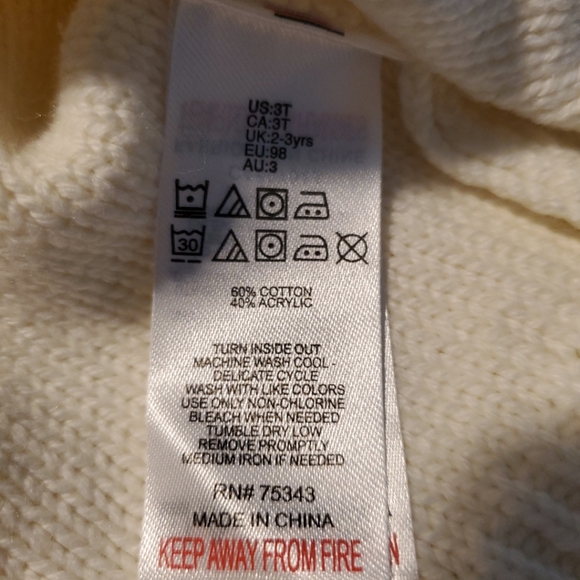 US:3T
CA:3T
UK:2-3yrs
EU:98
AU:3
30
60% COTTON
40% ACRYLIC
TURN INSIDE OUT
MACHINE WASH COOL -
DELICATE CYCLE
WASH WITH LIKE COLORS
USE ONLY NON-CHLORINE
BLEACH WHEN NEEDED
TUMBLE DRY LOW
REMOVE PROMPTLY
MEDIUM IRON IF NEEDED
RN# 75343
MADE IN CHINA
KEEP AWAY FROM FIRE
N